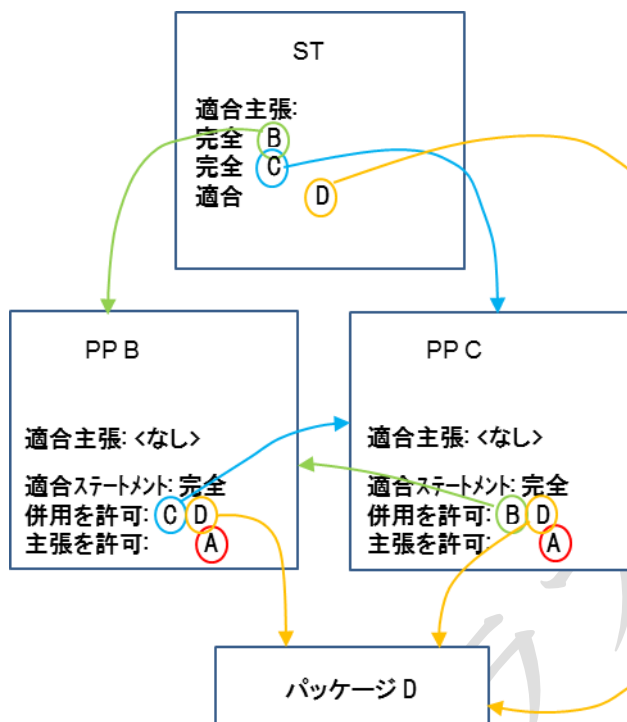 ST
適合主張:
完全 B
完全 C
適合 D
PP B
適合主張: <なし>
適合ステートメント: 完全
併用を許可: C D
主張を許可: A
PP C
適合主張: <なし>
適合ステートメント: 完全
併用を許可: B D
主張を許可: A
パッケージ D